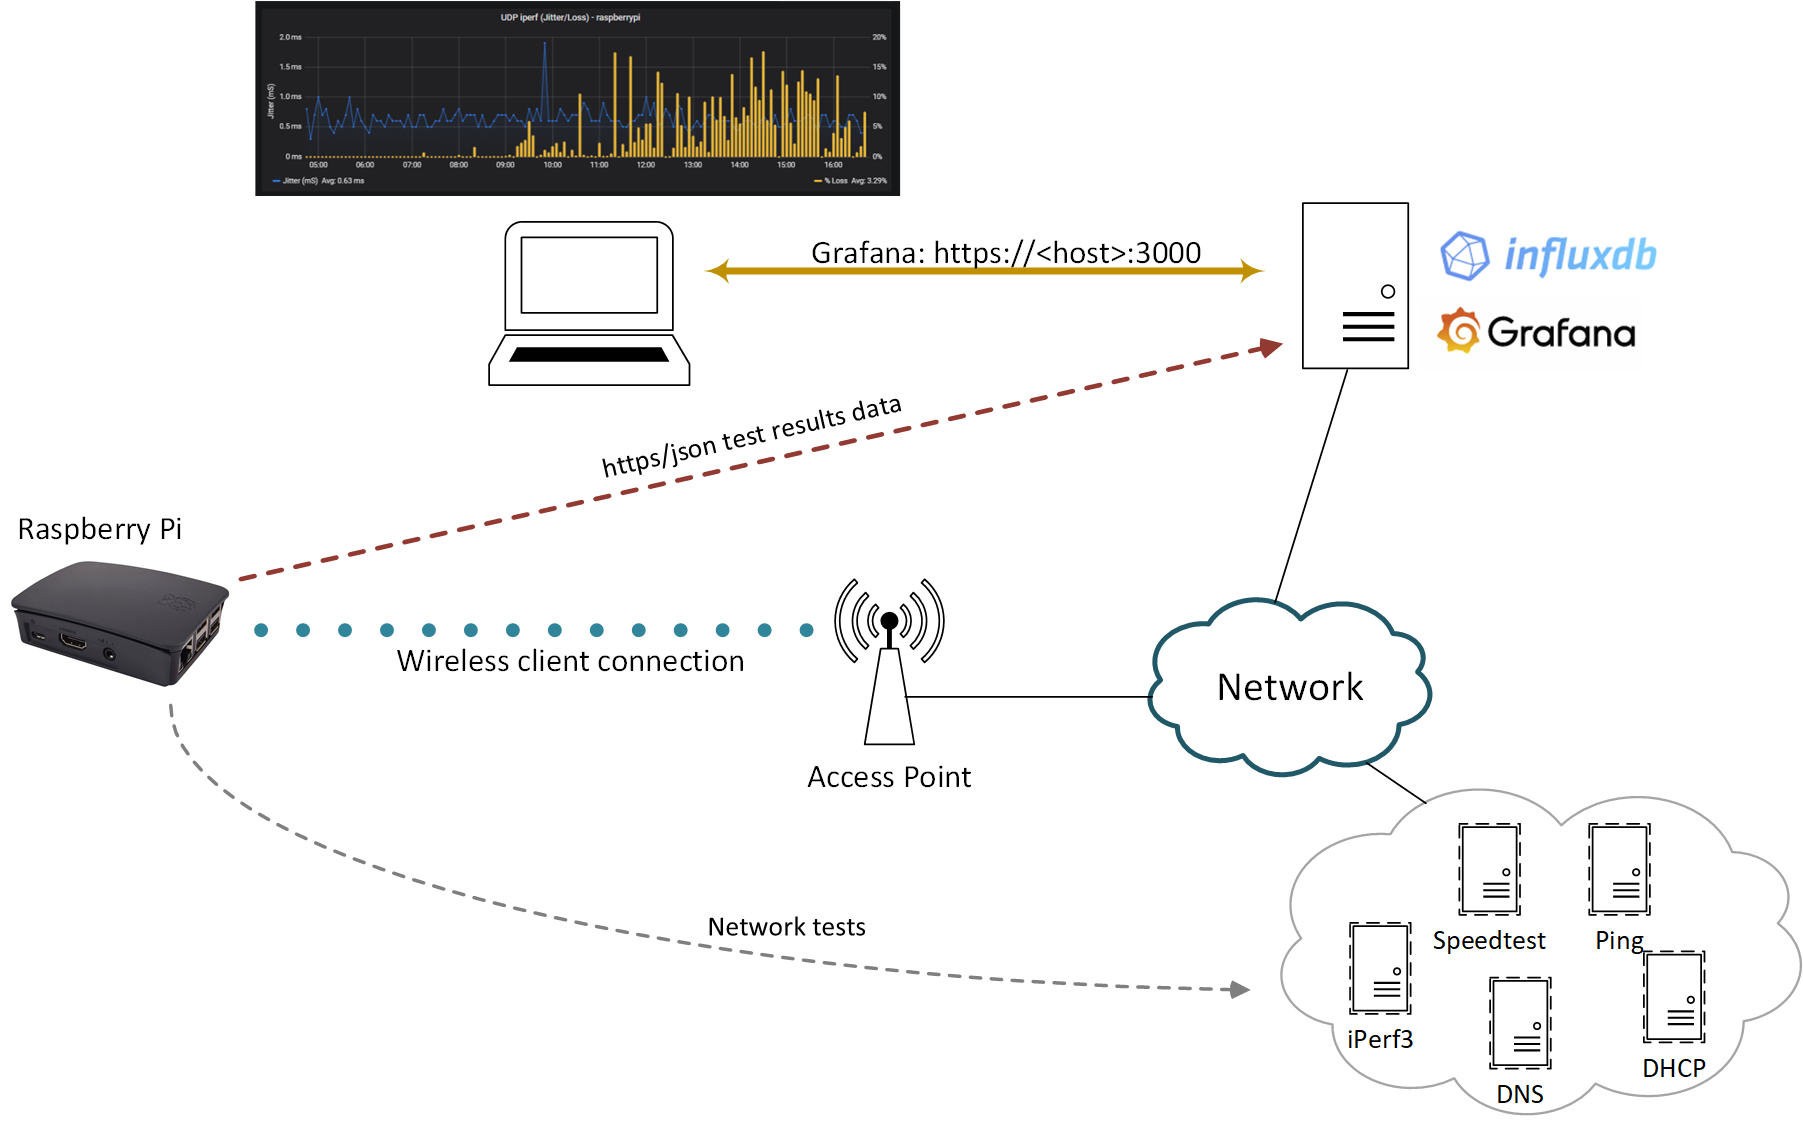 UDP iperf (Jitter/Loss) - raspberrypi
2.0 ms
20%
1.5 ms
15%
1.0 ms
10%
0.5 ms
5%
0 ms
0%
Jitter (mS)
05:00 06:00 07:00 08:00 09:00 10:00 11:00 12:00 13:00 14:00 15:00 16:00
Jitter (mS) Avg: 0.63 ms
% Loss Avg: 3.29%
Grafana: https://<host>:3000
influxdb
Grafana
https/json test results data
Raspberry Pi
Wireless client connection
Network
Access Point
Network tests
Speedtest
Ping
iPerf3
DHCP
DNS